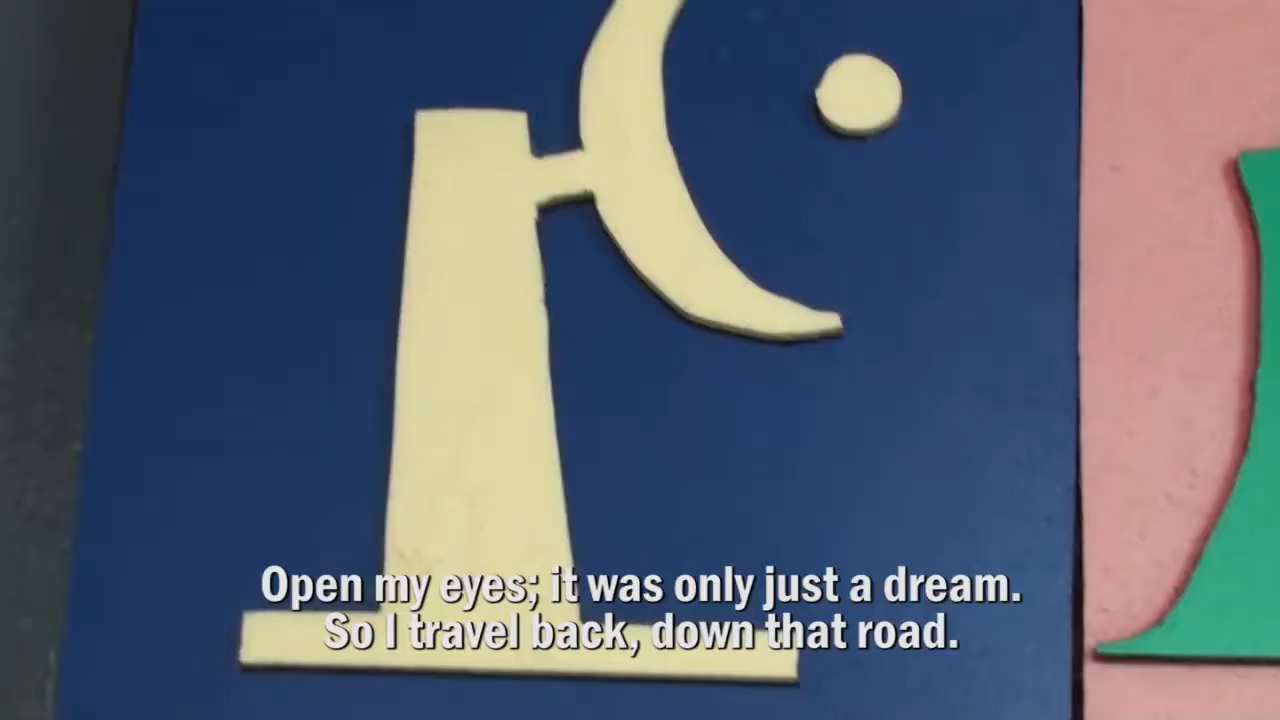 Open my eyes; it was only just a dream.
So I travel back, down that road.